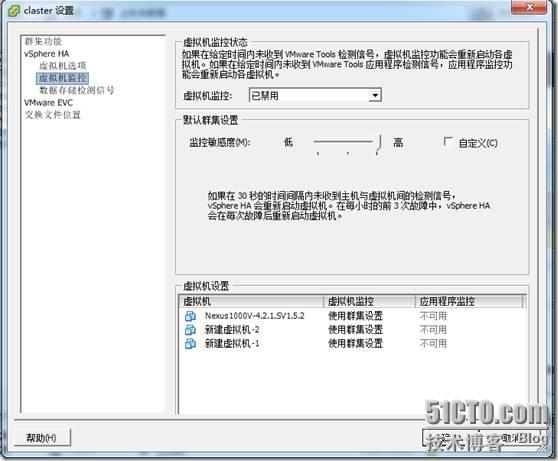 claster 设置
群集功能
vSphere HA
虚拟机选项
虚拟机监控
数据存储检测信号
VMware EVC
交换文件位置
虚拟机监控状态
如果在给定时间内未收到 VMware Tools 检测信号，虚拟机监控功能会重新启动各虚
拟机。如果在给定时间内未收到 VMware Tools 应用程序检测信号，应用程序监控功
能会重新启动各虚拟机。
虚拟机监控:
已禁用
默认群集设置
监控敏感度(M):
低
高
自定义(C)
如果在 30 秒的时间间隔内未收到主机与虚拟机间的检测信号，
vSphere HA 会重新启动虚拟机。在每小时的前 3 次故障中，vSphere HA
会在每次故障后重新启动虚拟机。
虚拟机设置
虚拟机 虚拟机监控 应用程序监控
Nexus1000V-4.2.1.SV1.5.2 使用群集设置 不可用
新建虚拟机-2 使用群集设置 不可用
新建虚拟机-1 使用群集设置 不可用
帮助(H)
取消
51CTO.com
技术博客 Blog